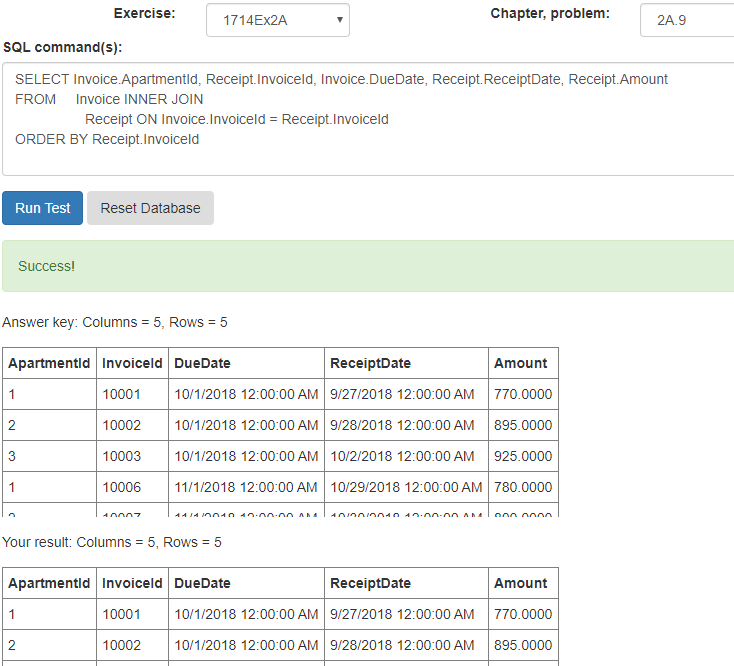 Exercise: 1714Ex2A Chapter, problem: 2A.9
SQL command(s):
SELECT Invoice.ApartmentId, Receipt.InvoiceId, Invoice.DueDate, Receipt.ReceiptDate, Receipt.Amount
FROM Invoice INNER JOIN
Receipt ON Invoice.InvoiceId = Receipt.InvoiceId
ORDER BY Receipt.InvoiceId
Run Test Reset Database
Success!
Answer key: Columns = 5, Rows = 5
ApartmentId InvoiceId DueDate ReceiptDate Amount
1 10001 10/1/2018 12:00:00 AM 9/27/2018 12:00:00 AM 770.0000
2 10002 10/1/2018 12:00:00 AM 9/28/2018 12:00:00 AM 895.0000
3 10003 10/1/2018 12:00:00 AM 10/2/2018 12:00:00 AM 925.0000
1 10006 11/1/2018 12:00:00 AM 10/29/2018 12:00:00 AM 780.0000
Your result: Columns = 5, Rows = 5
ApartmentId InvoiceId DueDate ReceiptDate Amount
1 10001 10/1/2018 12:00:00 AM 9/27/2018 12:00:00 AM 770.0000
2 10002 10/1/2018 12:00:00 AM 9/28/2018 12:00:00 AM 895.0000